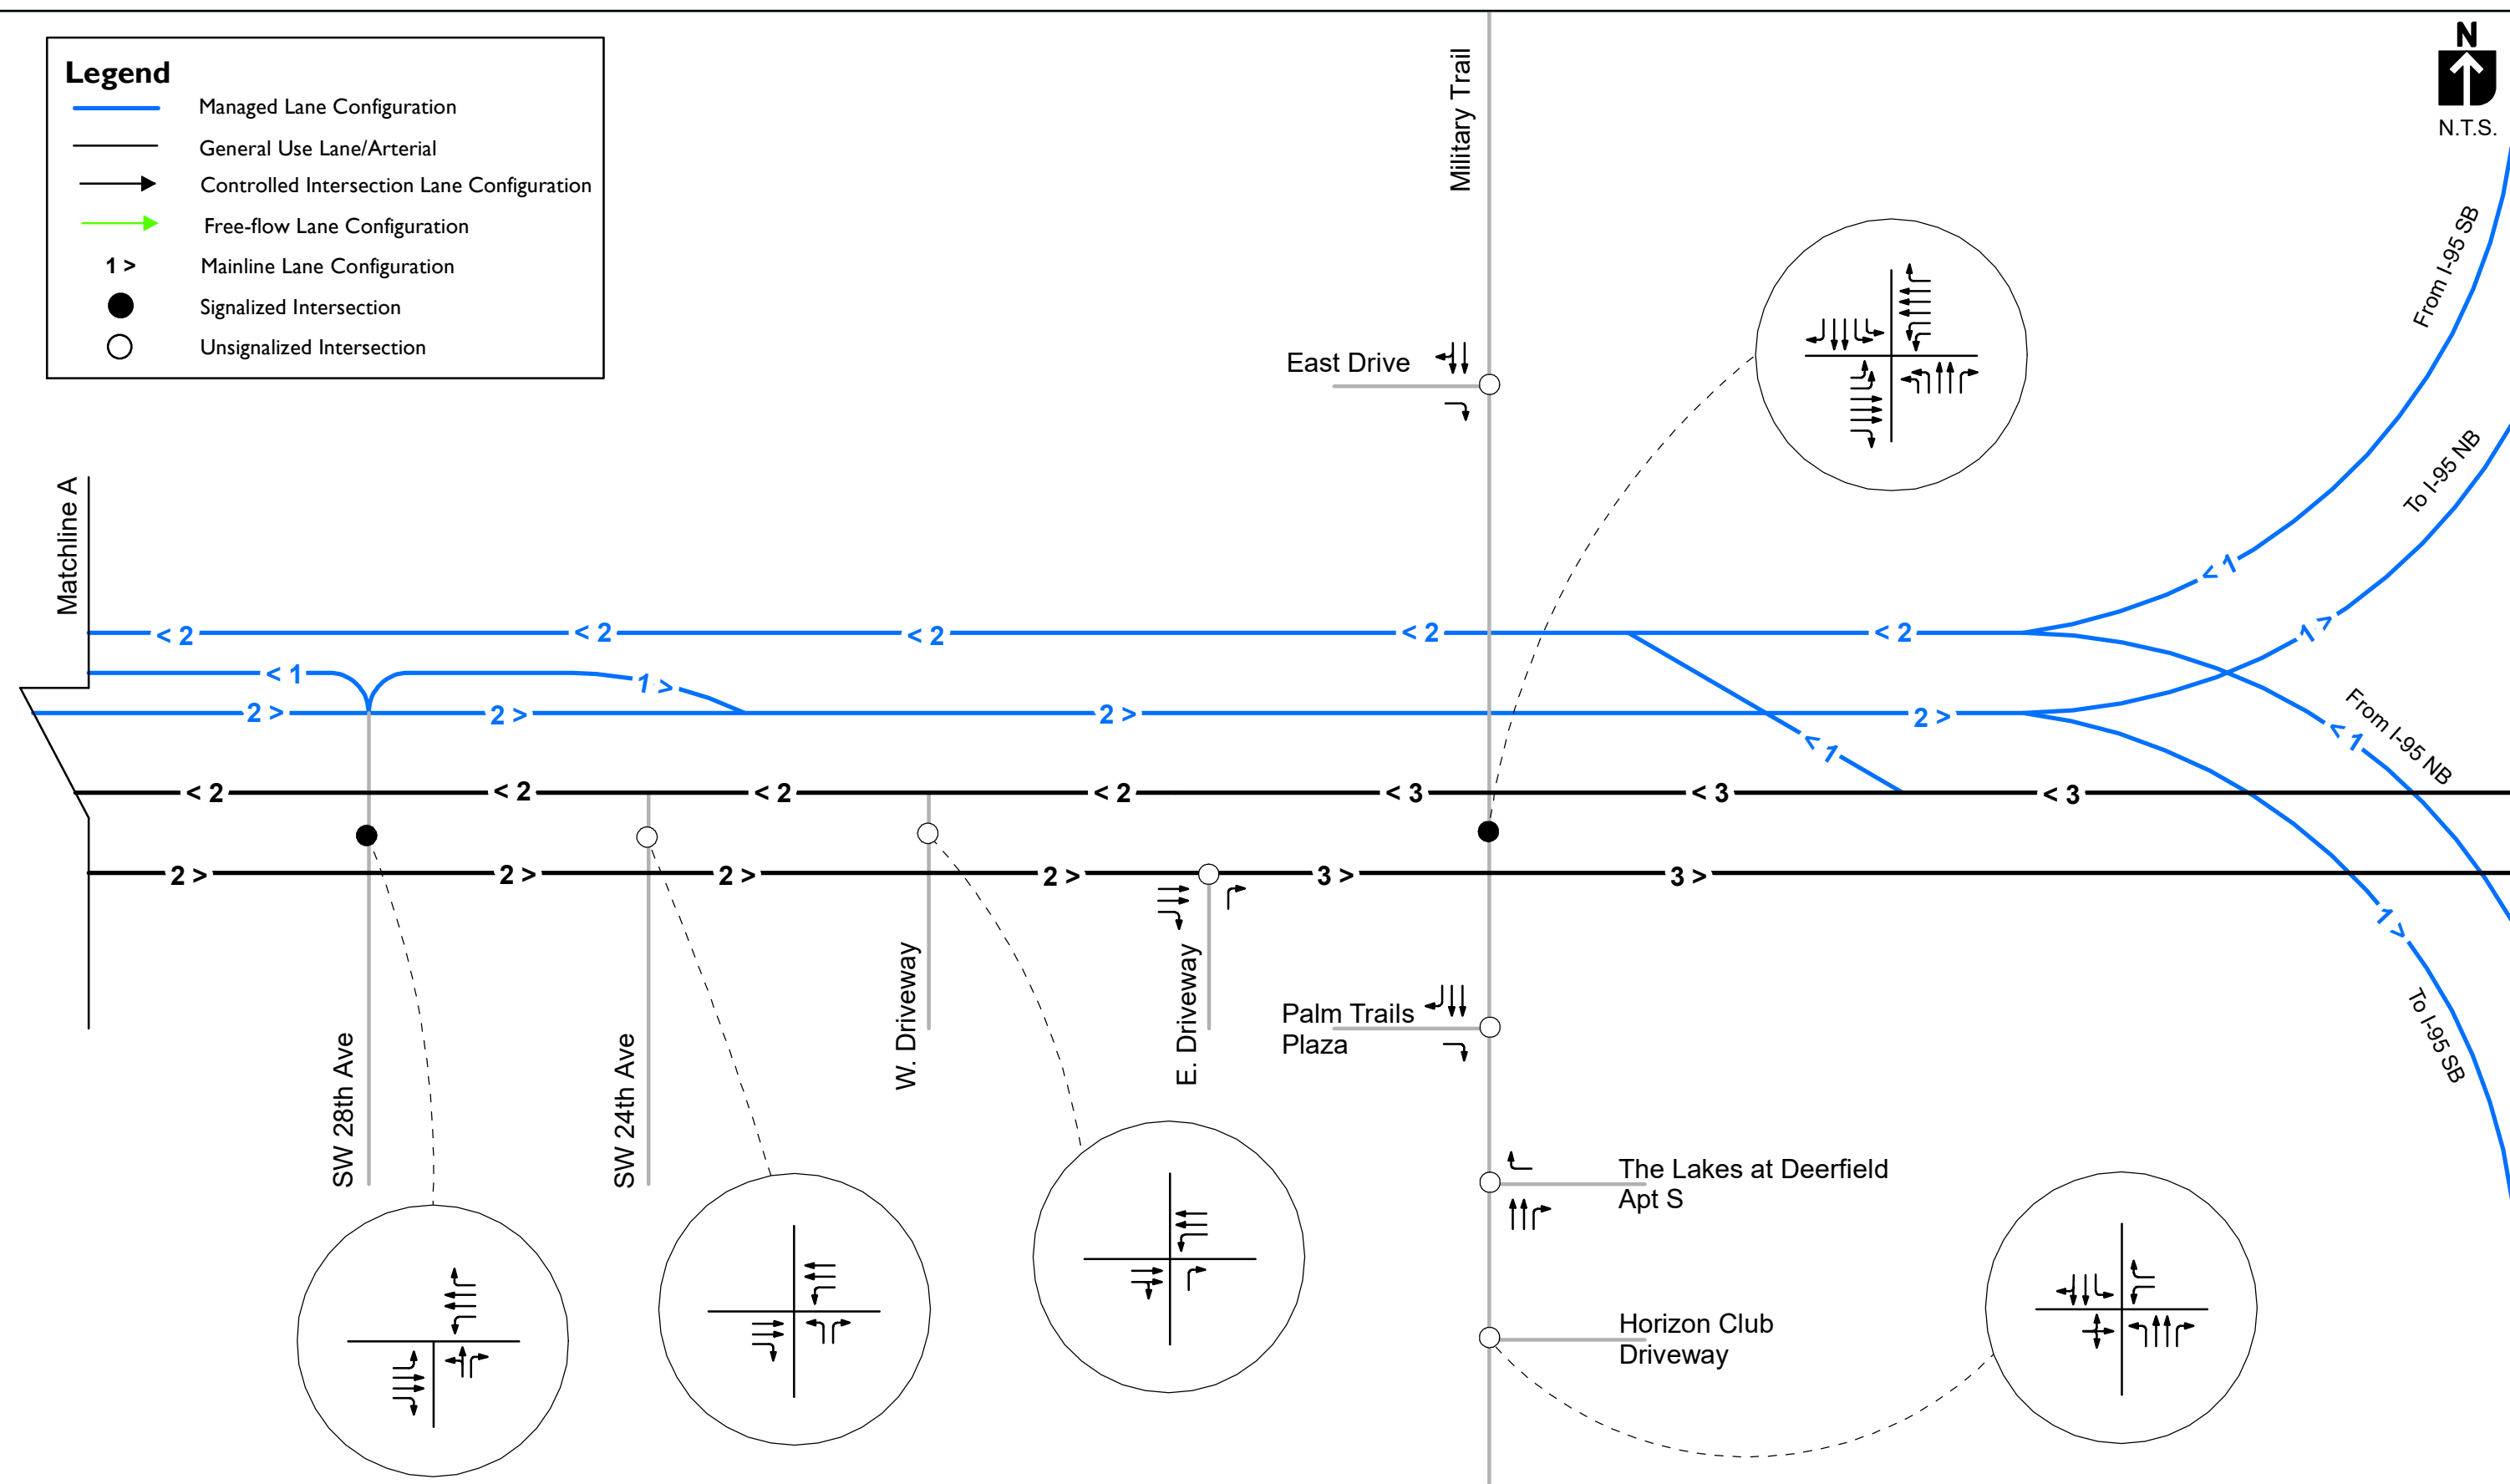 Legend
Managed Lane Configuration
General Use Lane/Arterial
Controlled Intersection Lane Configuration
Free-flow Lane Configuration
1 > Mainline Lane Configuration
Signalized Intersection
Unsignalized Intersection
Military Trail
N
N.T.S.
From I-95 SB
East Drive
To I-95 NB
Matchline A
< 1
1 >
< 2 < 2 < 2 < 2 < 2
< 1 1 >
2 > 2 > 2 > 2 >
From I-95 NB
< 1 < 1
< 2 < 2 < 2 < 2 < 3 < 3 < 3
2 > 2 > 2 > 2 > 3 > 3 >
1 >
To I-95 SB
SW 28th Ave
SW 24th Ave
W. Driveway
E. Driveway
Palm Trails
Plaza
The Lakes at Deerfield
Apt S
Horizon Club
Driveway